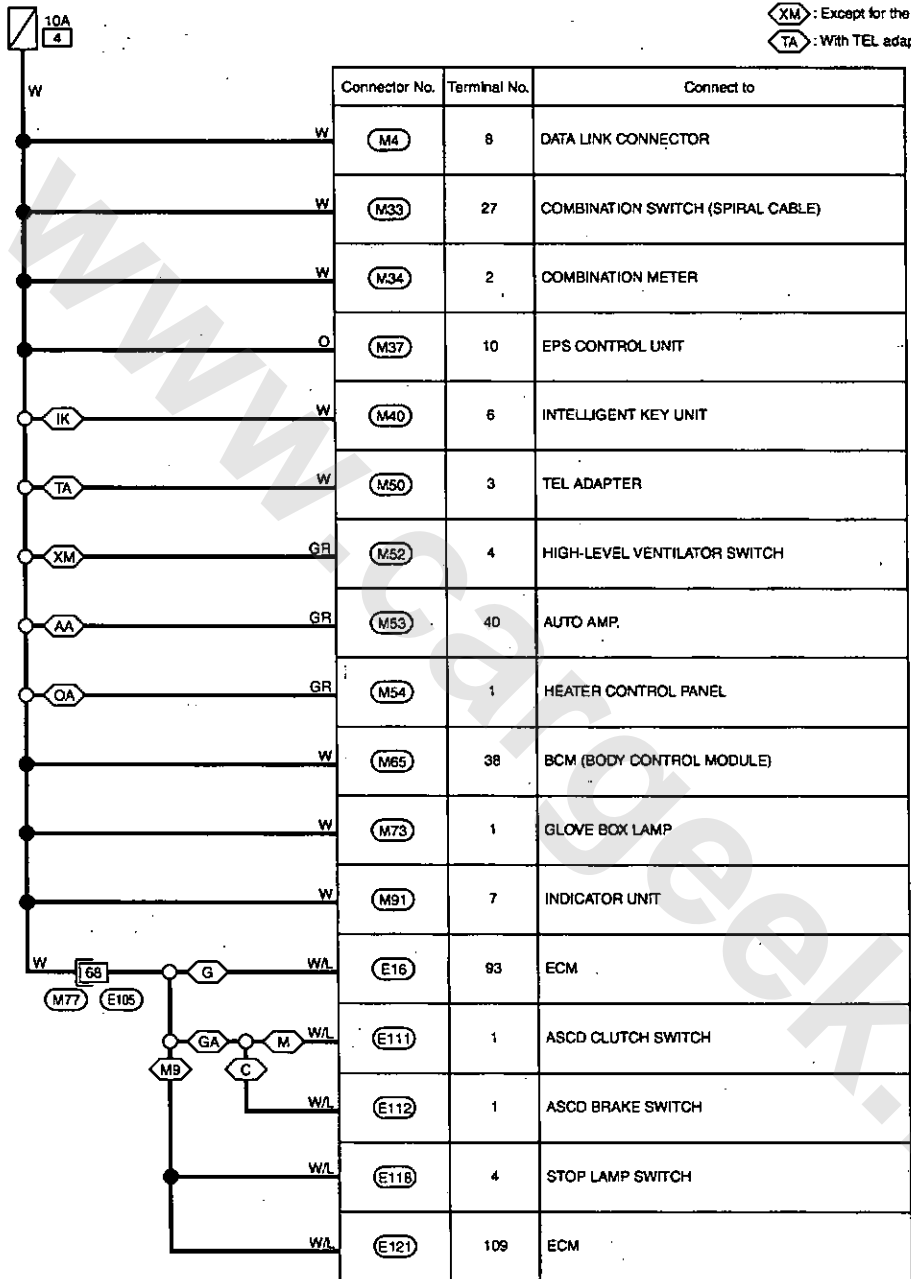 10A
4
XM : Except for the
TA : With TEL adap
W
Connector No. Terminal No. Connect to
W M4 8 DATA LINK CONNECTOR
W M33 27 COMBINATION SWITCH (SPIRAL CABLE)
W M34 2 COMBINATION METER
O M37 10 EPS CONTROL UNIT
IK W M40 6 INTELLIGENT KEY UNIT
TA W M50 3 TEL ADAPTER
XM GR M52 4 HIGH-LEVEL VENTILATOR SWITCH
AA GR M53 40 AUTO AMP.
OA GR M54 1 HEATER CONTROL PANEL
W M65 38 BCM (BODY CONTROL MODULE)
W M73 1 GLOVE BOX LAMP
W M91 7 INDICATOR UNIT
W 68 G W/L E16 93 ECM
M77 E105
GA M W/L E111 1 ASCD CLUTCH SWITCH
M9 C
W/L E112 1 ASCD BRAKE SWITCH
W/L E118 4 STOP LAMP SWITCH
W/L E121 109 ECM
www.cargeek.